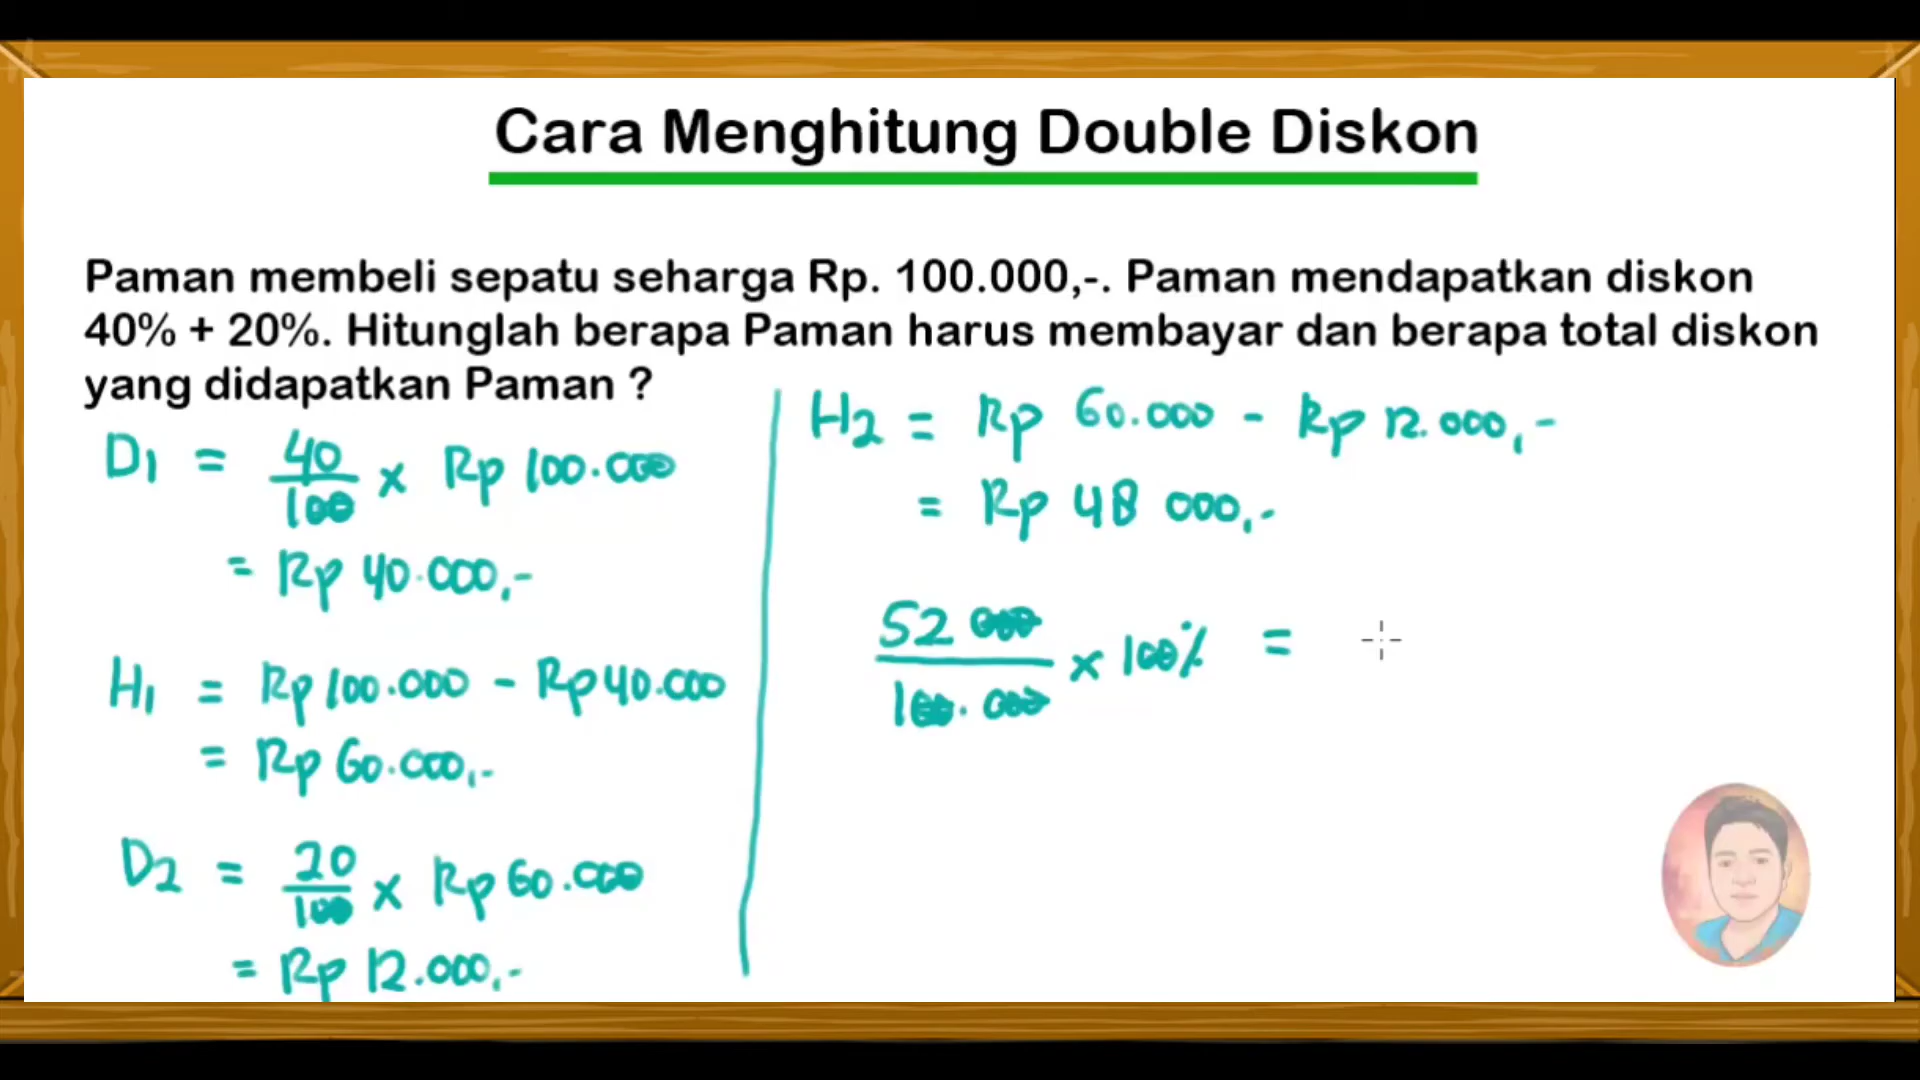 Cara Menghitung Double Diskon
Paman membeli sepatu seharga Rp. 100.000,-. Paman mendapatkan diskon
40% + 20%. Hitunglah berapa Paman harus membayar dan berapa total diskon
yang didapatkan Paman ?
D1 = 40/100 x Rp 100.000
= Rp 40.000,-
H1 = Rp 100.000 - Rp 40.000
= Rp 60.000,-
D2 = 20/100 x Rp 60.000
= Rp 12.000,-
H2 = Rp 60.000 - Rp 12.000,-
= Rp 48 000,-
52 000/100.000 x 100% =